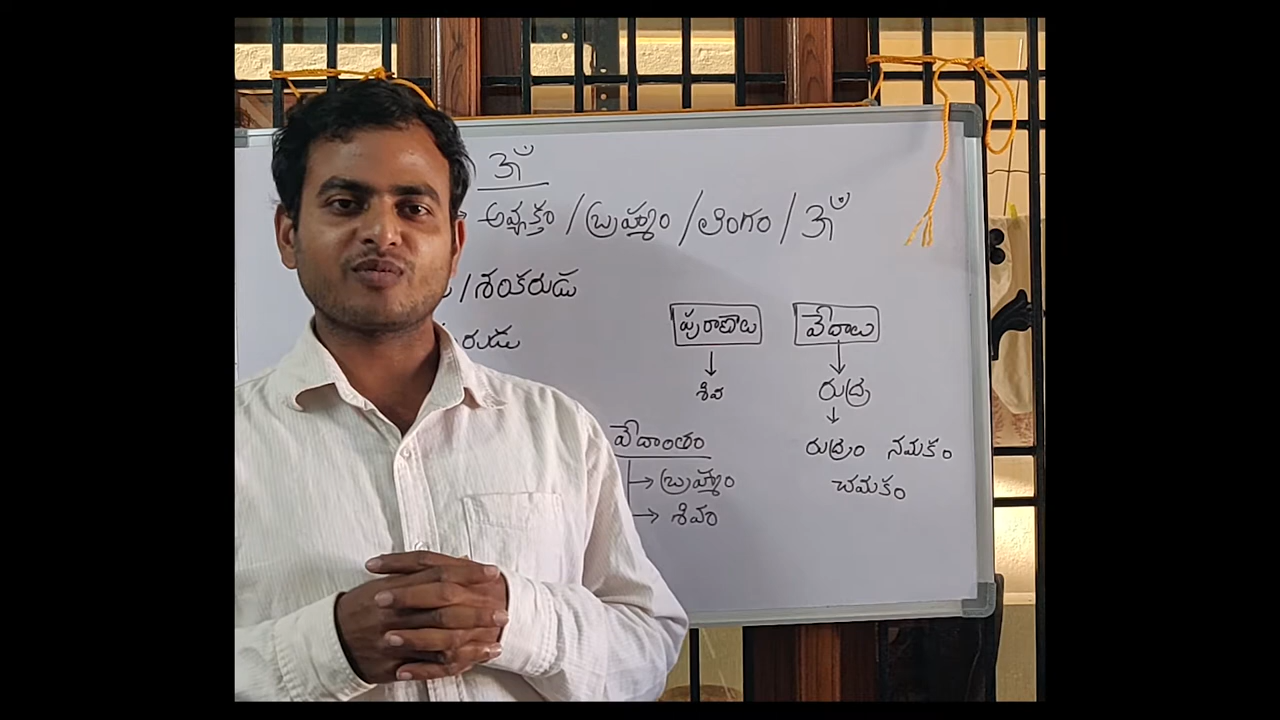 ॐ
అవ్యక్తం / బ్రహ్మం / లింగం / ॐ
/ శంకరుడు
పురాణాలు వేదాలు
శివ రుద్ర
వేదాంతం రుద్రం నమకం
బ్రహ్మం చమకం
శివం